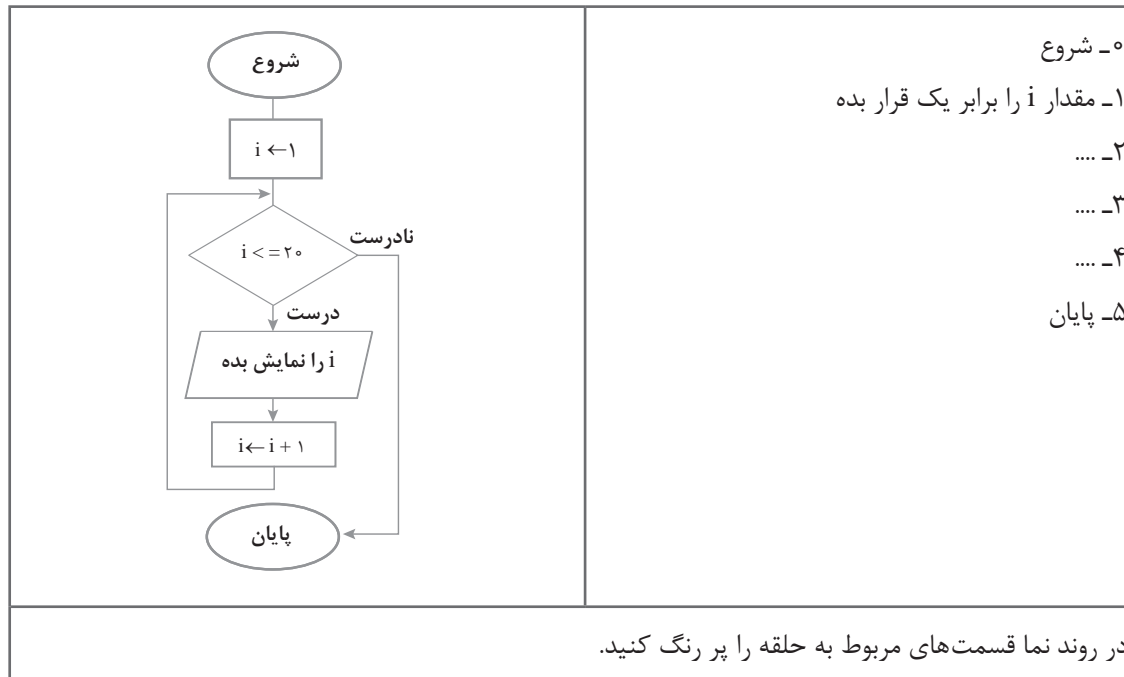 ۰ـ شروع
۱ـ مقدار i را برابر یک قرار بده
۲ـ ....
۳ـ ....
۴ـ ....
۵ـ پایان
شروع
i ←۱
i < = ۲۰
نادرست
درست
i را نمایش بده
i← i + ۱
پایان
در روند نما قسمت‌های مربوط به حلقه را پر رنگ کنید.